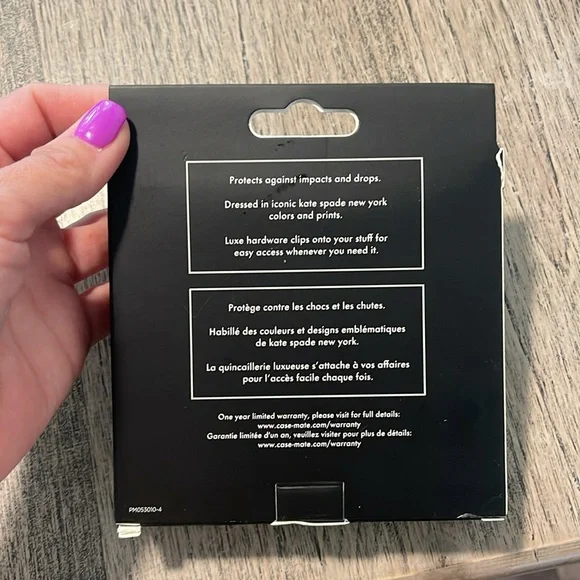 Protects against impacts and drops.
Dressed in iconic kate spade new york
colors and prints.
Luxe hardware clips onto your stuff for
easy access whenever you need it.
Protège contre les chocs et les chutes.
Habillé des couleurs et designs emblématiques
de kate spade new york.
La quincaillerie luxueuse s'attache à vos affaires
pour l'accès facile chaque fois.
One year limited warranty, please visit for full details:
www.case-mate.com/warranty
Garantie limitée d'un an, veuillez visiter pour plus de détails:
www.case-mate.com/warranty
PM053010-4